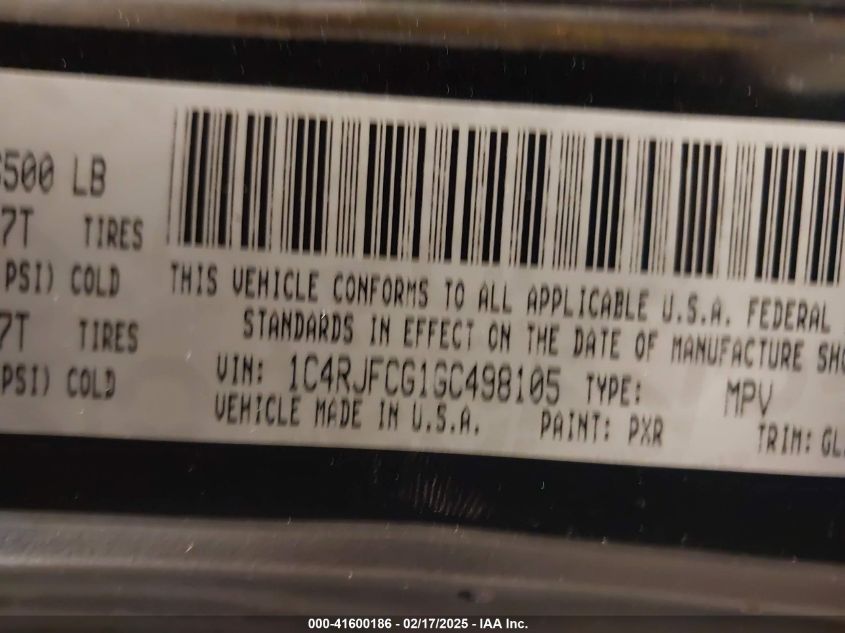 500 LB
7T TIRES
PSI) COLD
7T TIRES
PSI) COLD
THIS VEHICLE CONFORMS TO ALL APPLICABLE U.S.A. FEDERAL
STANDARDS IN EFFECT ON THE DATE OF MANUFACTURE SHO
VIN: 1C4RJFCG1GC498105 TYPE: MPV
VEHICLE MADE IN U.S.A. PAINT: PXR TRIM: GL
000-41600186 - 02/17/2025 - IAA Inc.